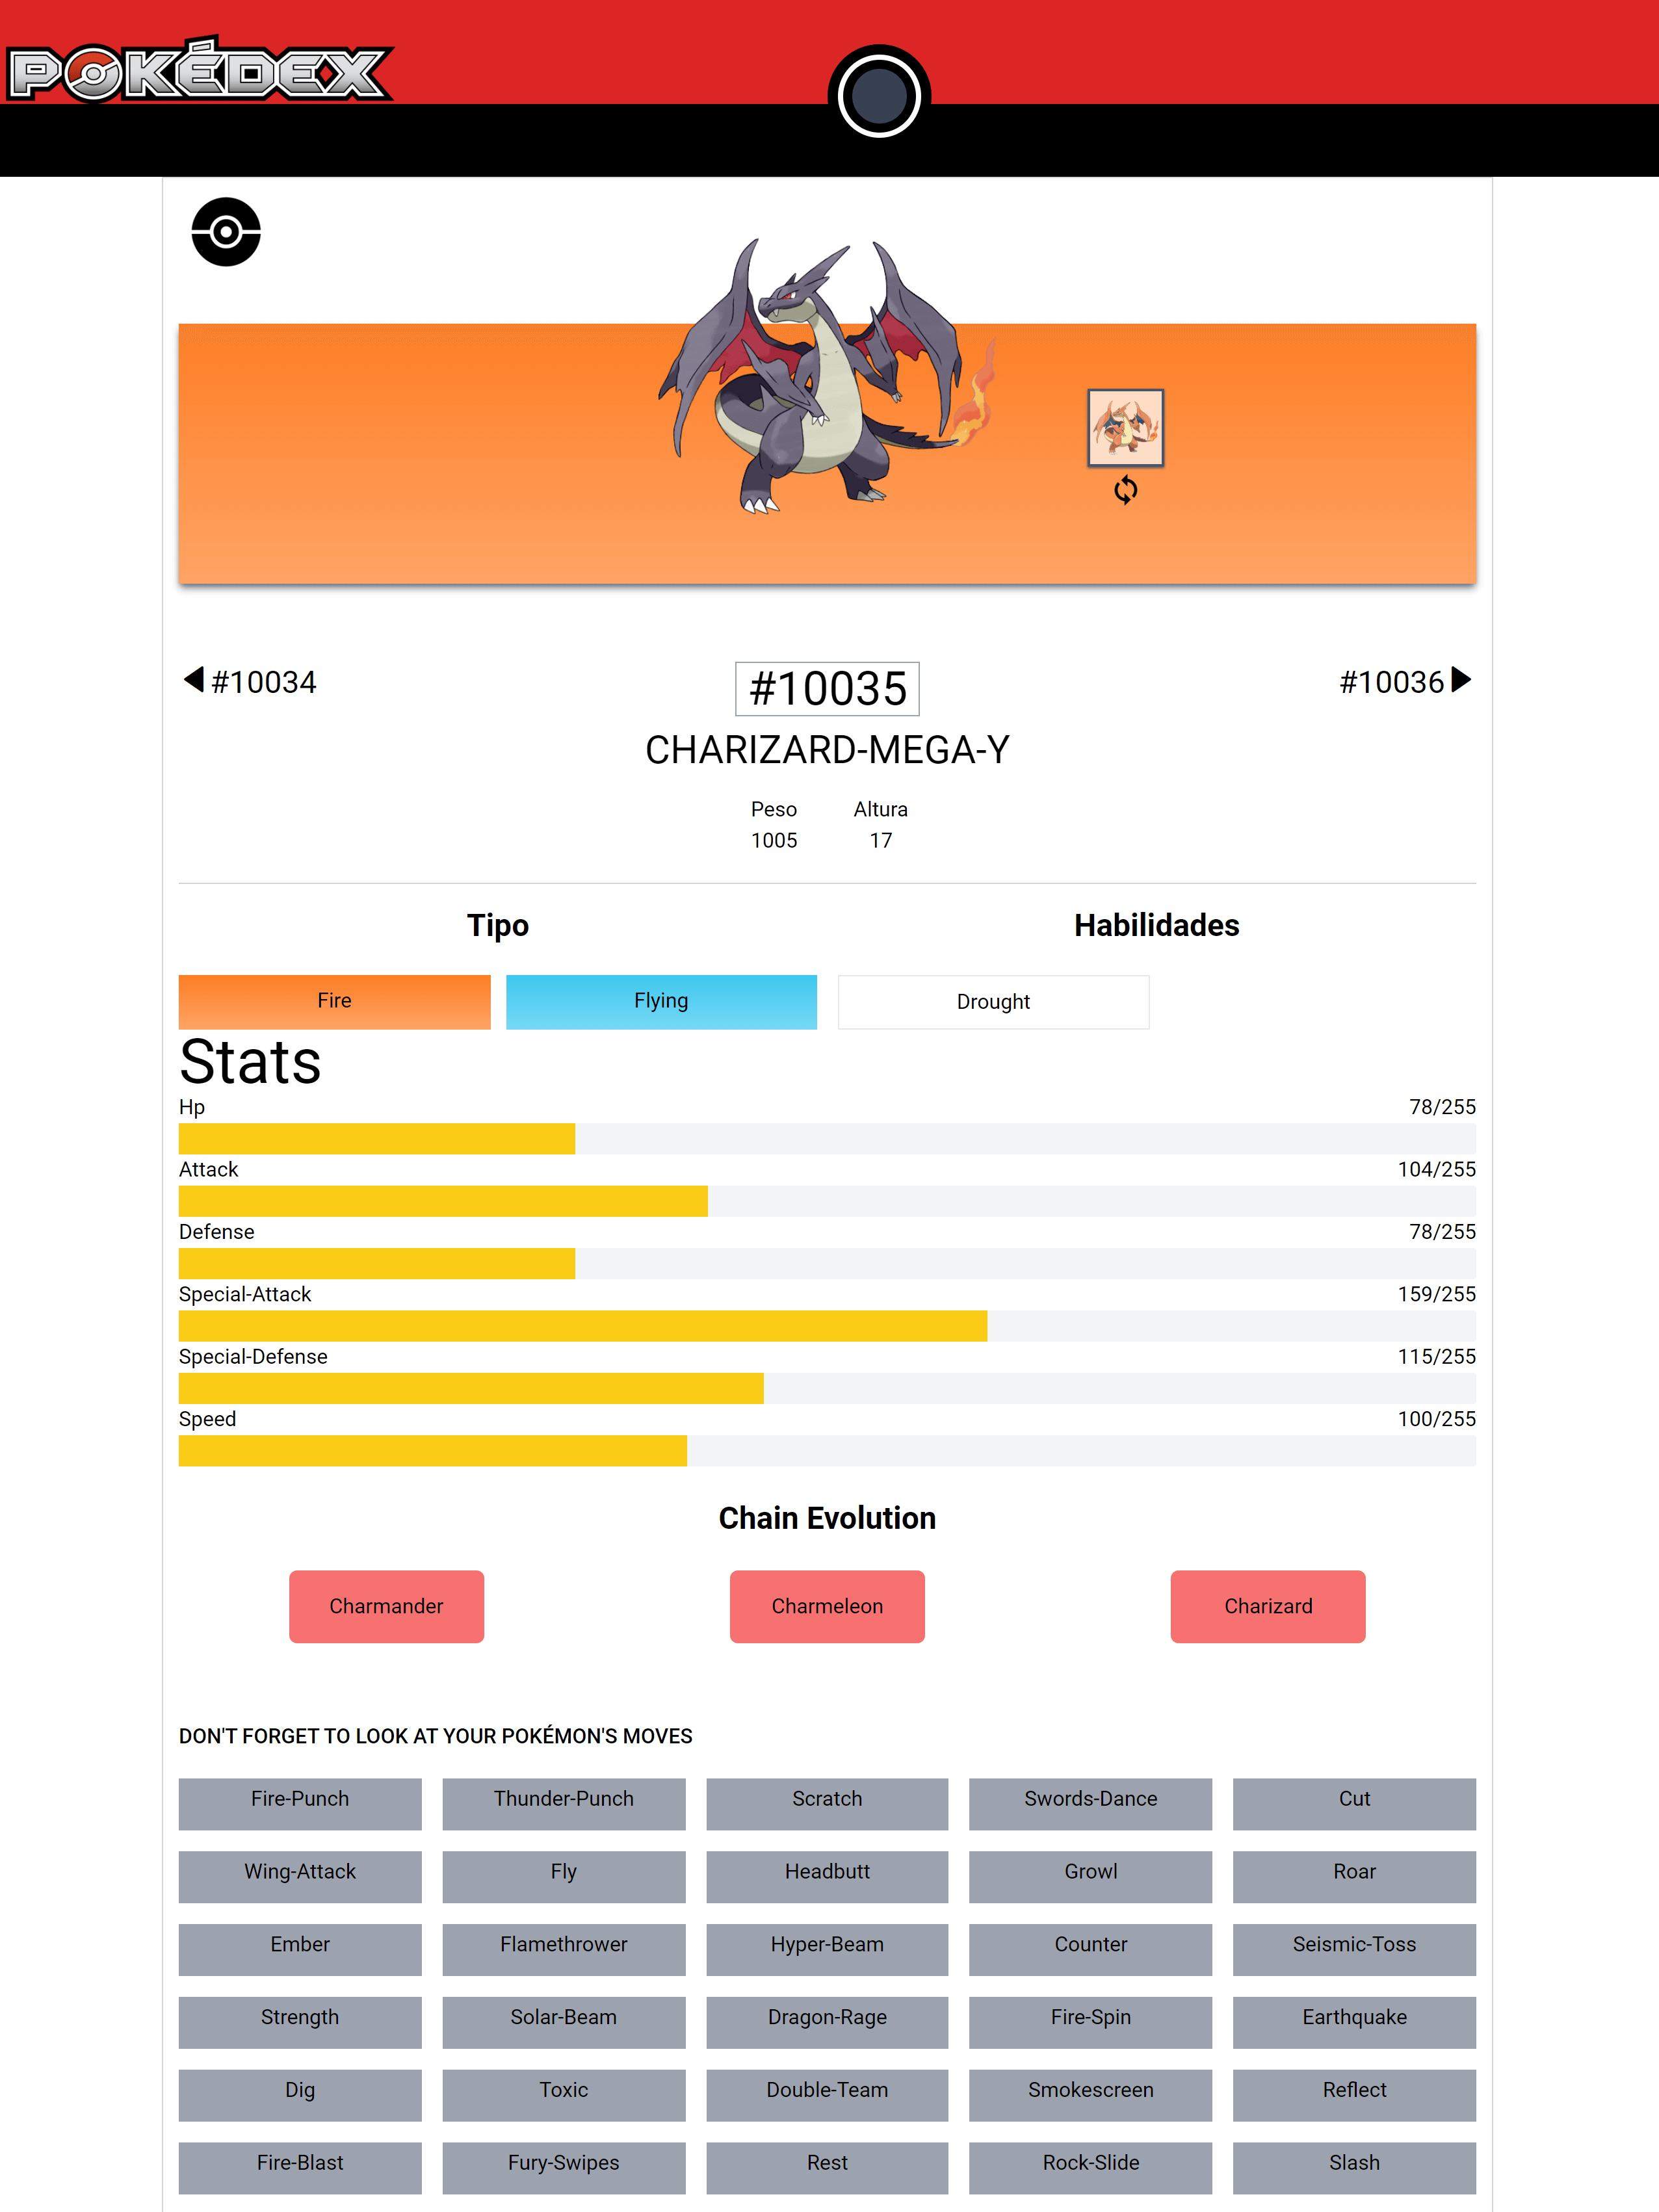 POKÉDEX
#10034
#10035
#10036
CHARIZARD-MEGA-Y
Peso Altura
1005 17
Tipo Habilidades
Fire Flying Drought
Stats
Hp 78/255
Attack 104/255
Defense 78/255
Special-Attack 159/255
Special-Defense 115/255
Speed 100/255
Chain Evolution
Charmander Charmeleon Charizard
DON'T FORGET TO LOOK AT YOUR POKÉMON'S MOVES
Fire-Punch Thunder-Punch Scratch Swords-Dance Cut
Wing-Attack Fly Headbutt Growl Roar
Ember Flamethrower Hyper-Beam Counter Seismic-Toss
Strength Solar-Beam Dragon-Rage Fire-Spin Earthquake
Dig Toxic Double-Team Smokescreen Reflect
Fire-Blast Fury-Swipes Rest Rock-Slide Slash